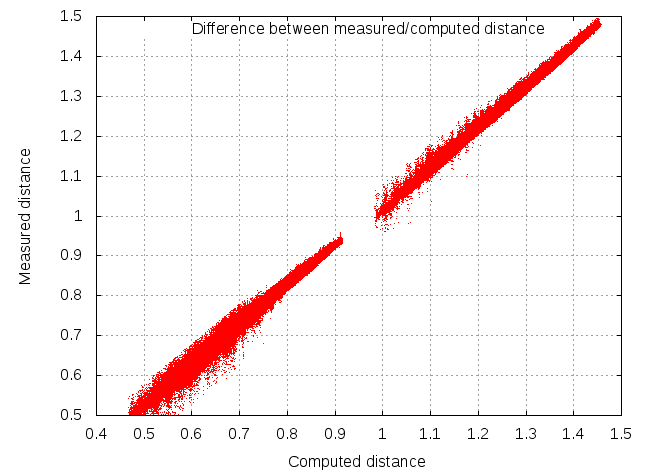 Difference between measured/computed distance
1.5
1.4
1.3
1.2
1.1
1
0.9
0.8
0.7
0.6
0.5
Measured distance
0.4 0.5 0.6 0.7 0.8 0.9 1 1.1 1.2 1.3 1.4 1.5
Computed distance